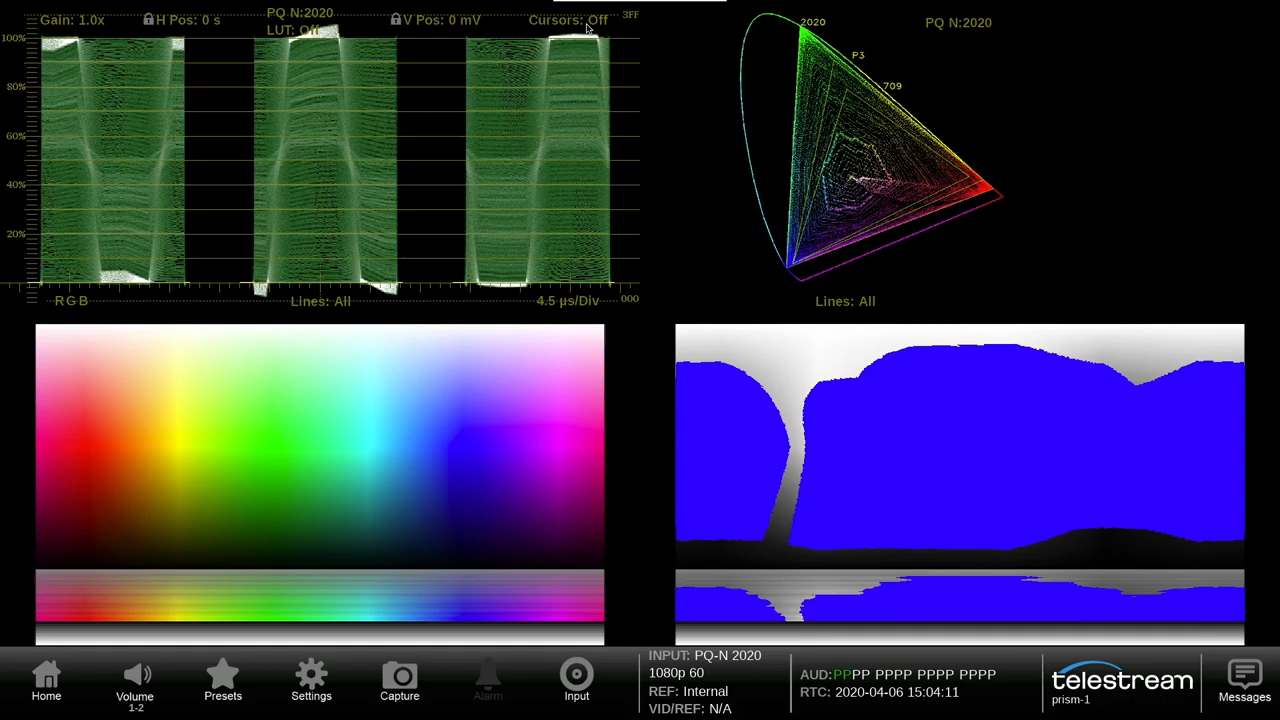 Gain: 1.0x
H Pos: 0 s
PQ N:2020
LUT: Off
V Pos: 0 mV
Cursors: Off
3FF
100%
80%
60%
40%
20%
000
RGB
Lines: All
4.5 µs/Div
2020
P3
709
PQ N:2020
Lines: All
Home
Volume
1-2
Presets
Settings
Capture
Alarm
Input
INPUT: PQ-N 2020
1080p 60
REF: Internal
VID/REF: N/A
AUD:PPPP PPPP PPPP PPPP
RTC: 2020-04-06 15:04:11
telestream
prism-1
Messages